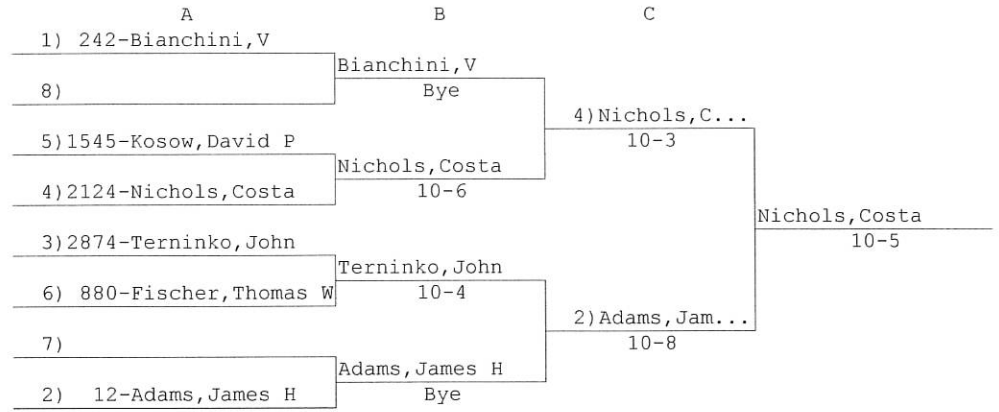 A B C
1) 242-Bianchini,V
Bianchini,V
8)
Bye
4)Nichols,C...
5)1545-Kosow,David P
10-3
Nichols,Costa
4)2124-Nichols,Costa
10-6
Nichols,Costa
3)2874-Terninko,John
10-5
Terninko,John
6) 880-Fischer,Thomas W
10-4
2)Adams,Jam...
7)
10-8
Adams,James H
2) 12-Adams,James H
Bye